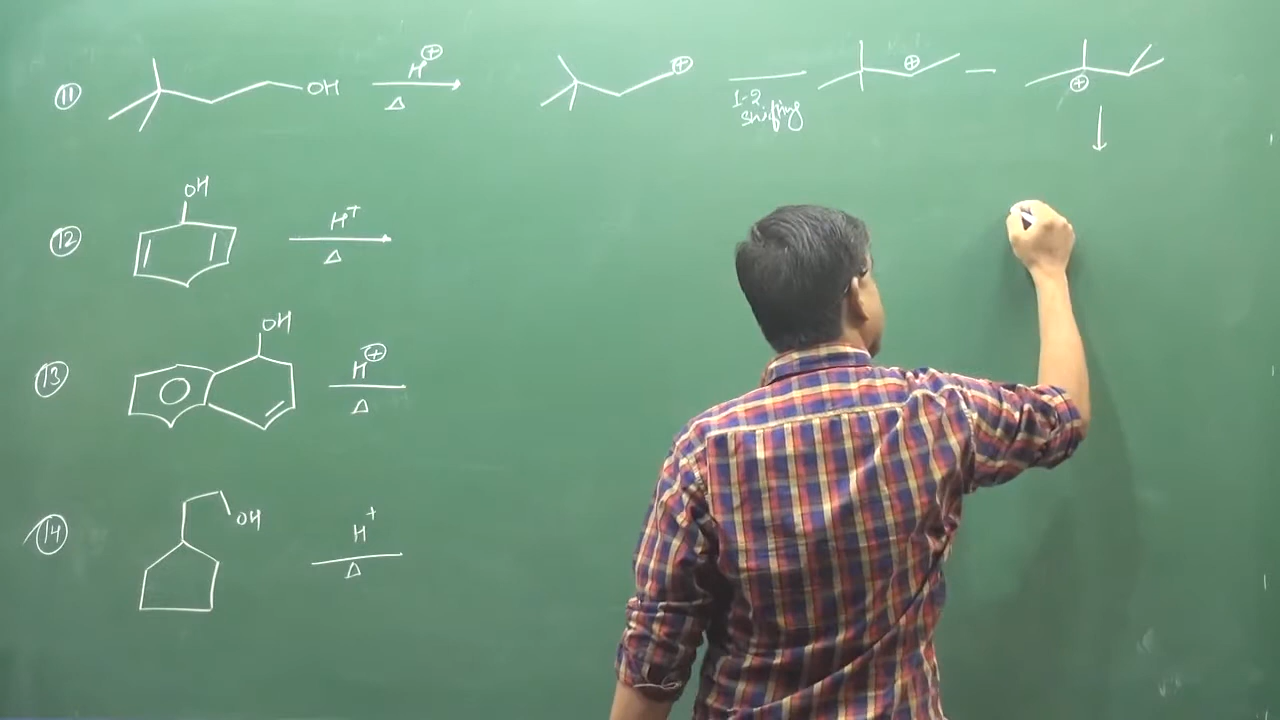 11 OH H⊕ Δ ⊕ 1-2 shifting ⊕ ⊕
12 OH H+ Δ
13 OH H⊕ Δ
14 OH H+ Δ